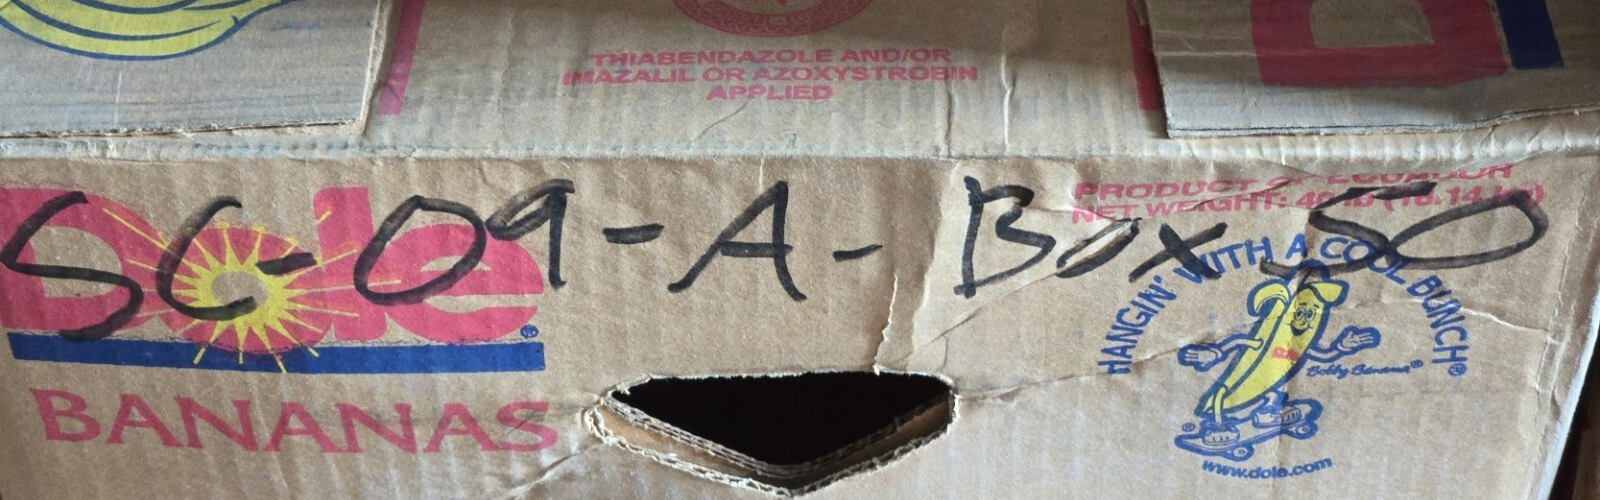 THIABENDAZOLE AND/OR
IMAZALIL OR AZOXYSTROBIN
APPLIED
SC-09-A-Box 50
Dole®
BANANAS
PRODUCT OF ECUADOR
NET WEIGHT: 40 lb (18.14 kg)
HANGIN' WITH A COOL BUNCH®
Bobby Banana®
www.dole.com